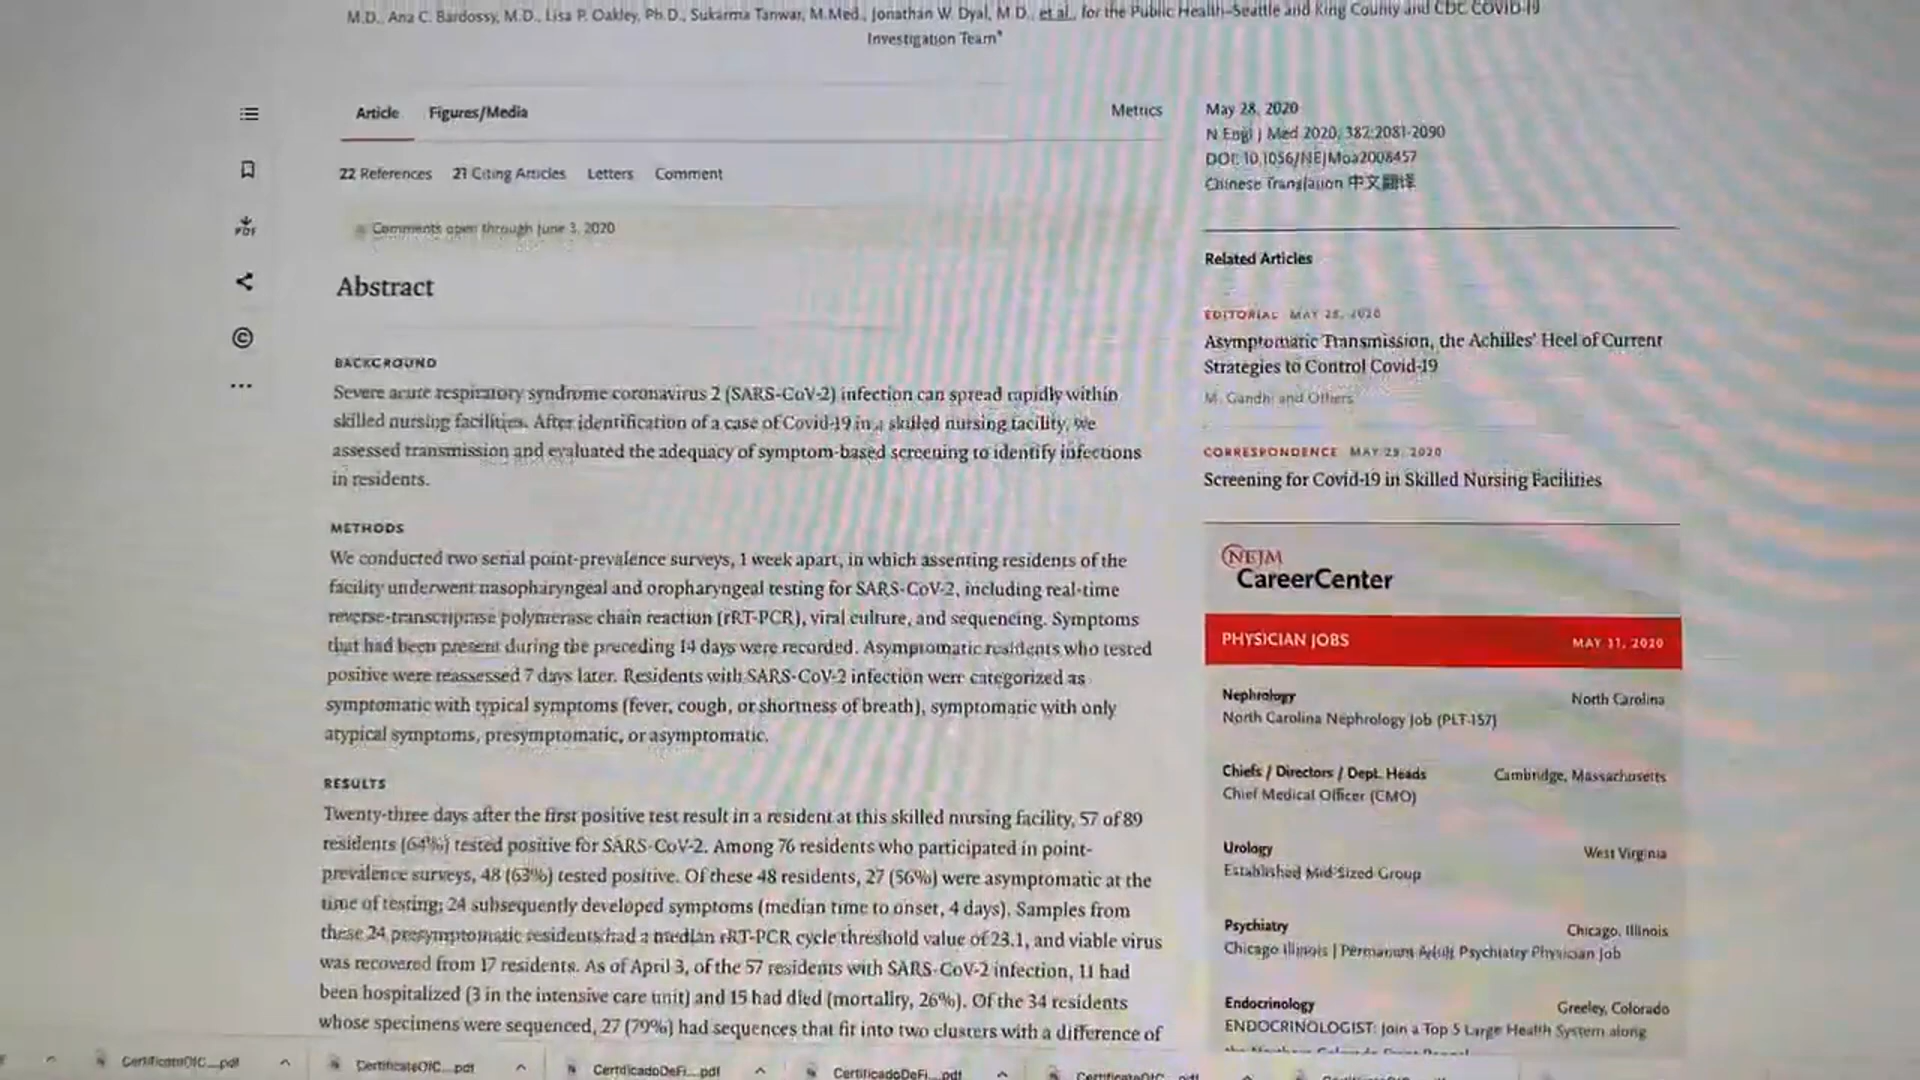 M.D., Ana C. Bardossy, M.D., Lisa P. Oakley, Ph.D., Sukarma Tanwar, M.Med., Jonathan W. Dyal, M.D., et al., for the Public Health–Seattle and King County and CDC COVID-19
Investigation Team*
Article Figures/Media Metrics
22 References 21 Citing Articles Letters Comment
Comments open through June 3, 2020
PDF
Abstract
BACKGROUND
Severe acute respiratory syndrome coronavirus 2 (SARS-CoV-2) infection can spread rapidly within
skilled nursing facilities. After identification of a case of Covid-19 in a skilled nursing facility, we
assessed transmission and evaluated the adequacy of symptom-based screening to identify infections
in residents.
METHODS
We conducted two serial point-prevalence surveys, 1 week apart, in which assenting residents of the
facility underwent nasopharyngeal and oropharyngeal testing for SARS-CoV-2, including real-time
reverse-transcriptase polymerase chain reaction (rRT-PCR), viral culture, and sequencing. Symptoms
that had been present during the preceding 14 days were recorded. Asymptomatic residents who tested
positive were reassessed 7 days later. Residents with SARS-CoV-2 infection were categorized as
symptomatic with typical symptoms (fever, cough, or shortness of breath), symptomatic with only
atypical symptoms, presymptomatic, or asymptomatic.
RESULTS
Twenty-three days after the first positive test result in a resident at this skilled nursing facility, 57 of 89
residents (64%) tested positive for SARS-CoV-2. Among 76 residents who participated in point-
prevalence surveys, 48 (63%) tested positive. Of these 48 residents, 27 (56%) were asymptomatic at the
time of testing; 24 subsequently developed symptoms (median time to onset, 4 days). Samples from
these 24 presymptomatic residents had a median rRT-PCR cycle threshold value of 23.1, and viable virus
was recovered from 17 residents. As of April 3, of the 57 residents with SARS-CoV-2 infection, 11 had
been hospitalized (3 in the intensive care unit) and 15 had died (mortality, 26%). Of the 34 residents
whose specimens were sequenced, 27 (79%) had sequences that fit into two clusters with a difference of
May 28, 2020
N Engl J Med 2020; 382:2081-2090
DOI: 10.1056/NEJMoa2008457
Chinese Translation 中文翻译
Related Articles
EDITORIAL MAY 28, 2020
Asymptomatic Transmission, the Achilles' Heel of Current
Strategies to Control Covid-19
M. Gandhi and Others
CORRESPONDENCE MAY 29, 2020
Screening for Covid-19 in Skilled Nursing Facilities
NEJM
CareerCenter
PHYSICIAN JOBS MAY 31, 2020
Nephrology North Carolina
North Carolina Nephrology Job (PLT-157)
Chiefs / Directors / Dept. Heads Cambridge, Massachusetts
Chief Medical Officer (CMO)
Urology West Virginia
Established Mid-Sized Group
Psychiatry Chicago, Illinois
Chicago Illinois | Permanent Adult Psychiatry Physician Job
Endocrinology Greeley, Colorado
ENDOCRINOLOGIST: Join a Top 5 Large Health System along
CertificateOfC....pdf CertificateOfC....pdf CertificadoDeFi....pdf CertificadoDeFi....pdf CertificateOfC....pdf